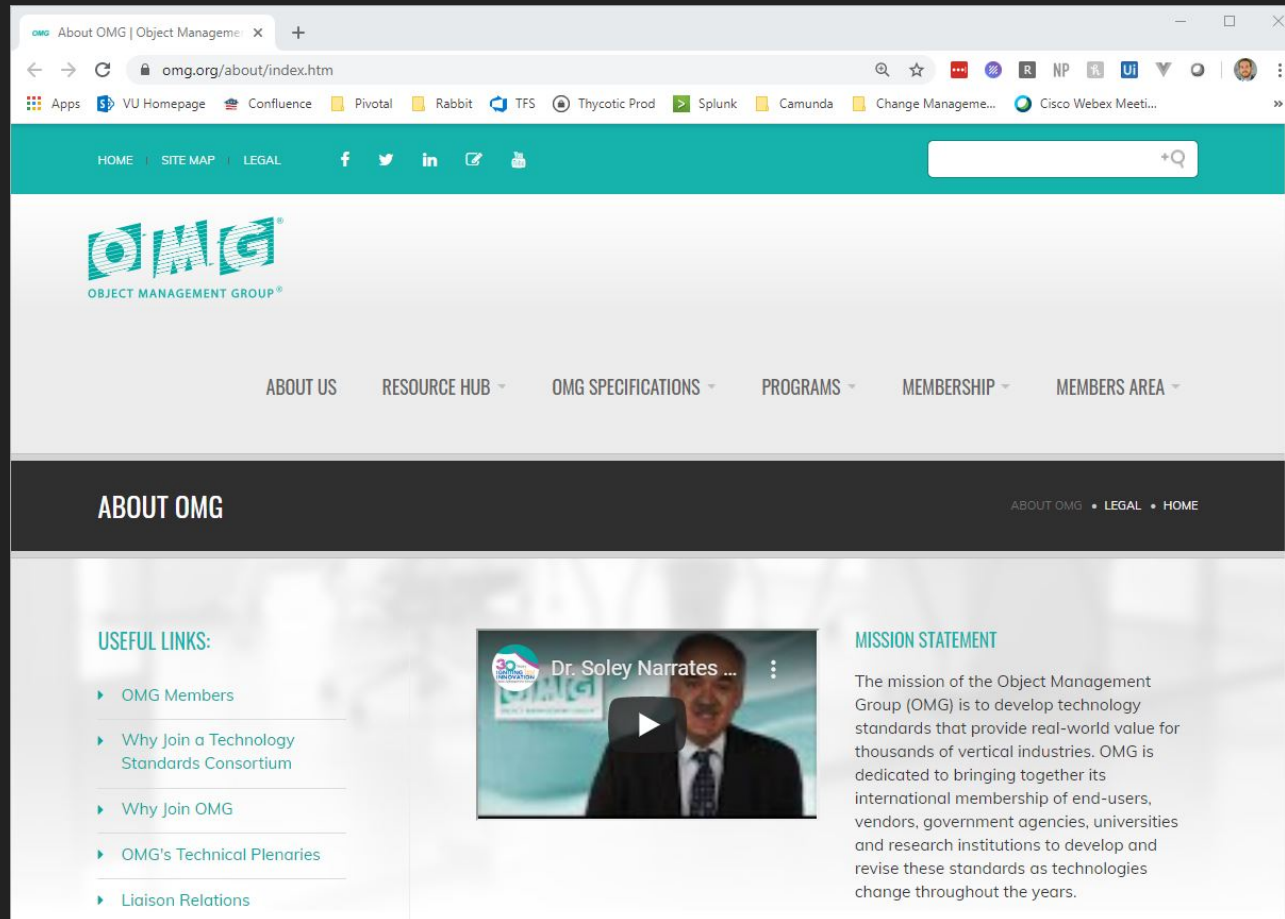 OMG About OMG | Object Manageme
omg.org/about/index.htm
R NP Ui
Apps VU Homepage Confluence Pivotal Rabbit TFS Thycotic Prod Splunk Camunda Change Manageme... Cisco Webex Meeti... »
HOME | SITE MAP | LEGAL
OMG®
OBJECT MANAGEMENT GROUP®
ABOUT US RESOURCE HUB OMG SPECIFICATIONS PROGRAMS MEMBERSHIP MEMBERS AREA
ABOUT OMG
ABOUT OMG • LEGAL • HOME
USEFUL LINKS:
OMG Members
Why Join a Technology
Standards Consortium
Why Join OMG
OMG's Technical Plenaries
Liaison Relations
Dr. Soley Narrates ...
MISSION STATEMENT
The mission of the Object Management
Group (OMG) is to develop technology
standards that provide real-world value for
thousands of vertical industries. OMG is
dedicated to bringing together its
international membership of end-users,
vendors, government agencies, universities
and research institutions to develop and
revise these standards as technologies
change throughout the years.